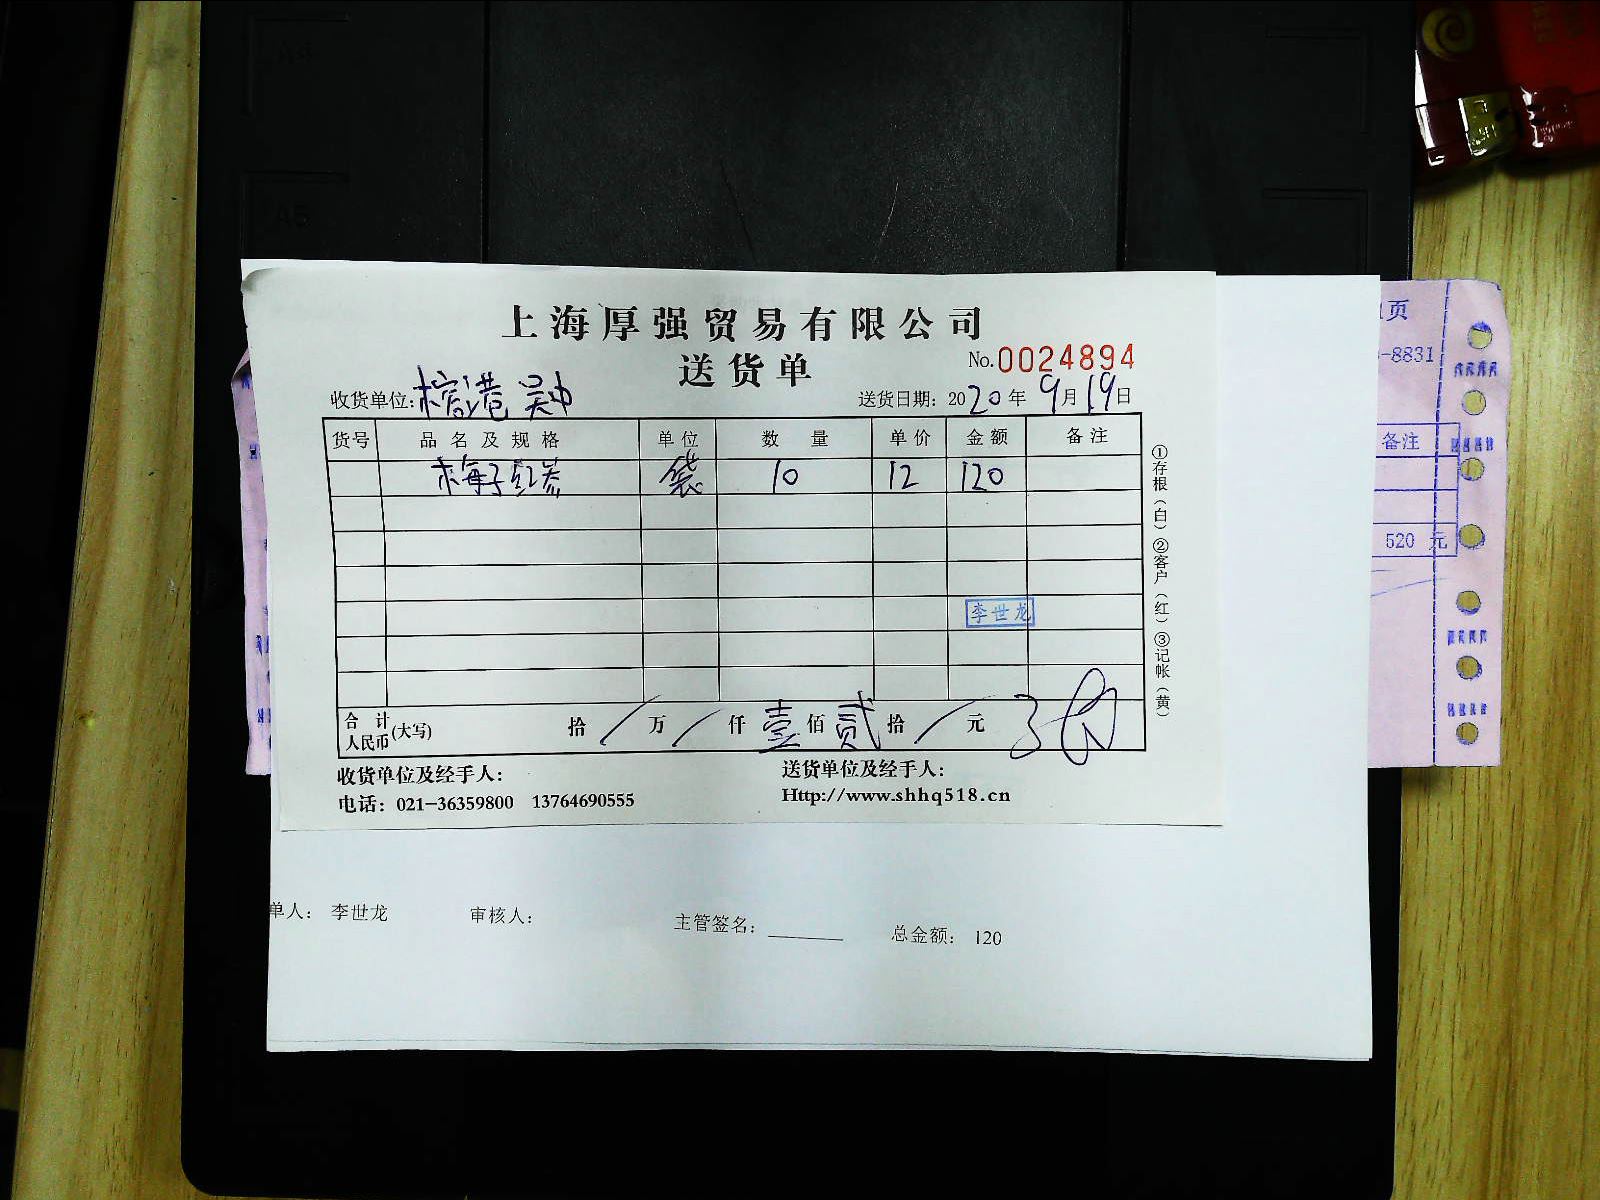 上海厚强贸易有限公司
送货单
No.0024894
收货单位:榕港 吴中
送货日期: 2020年9月19日
货号 品名及规格 单位 数量 单价 金额 备注
梅子红茶 袋 10 12 120
李世龙
合计人民币(大写) 拾/万/仟壹佰贰拾/元
①存根(白)②客户(红)③记帐(黄)
收货单位及经手人:
送货单位及经手人:
电话: 021-36359800 13764690555
Http://www.shhq518.cn
单人: 李世龙 审核人: 主管签名: 总金额: 120
页
-8831
备注
520 元
A5